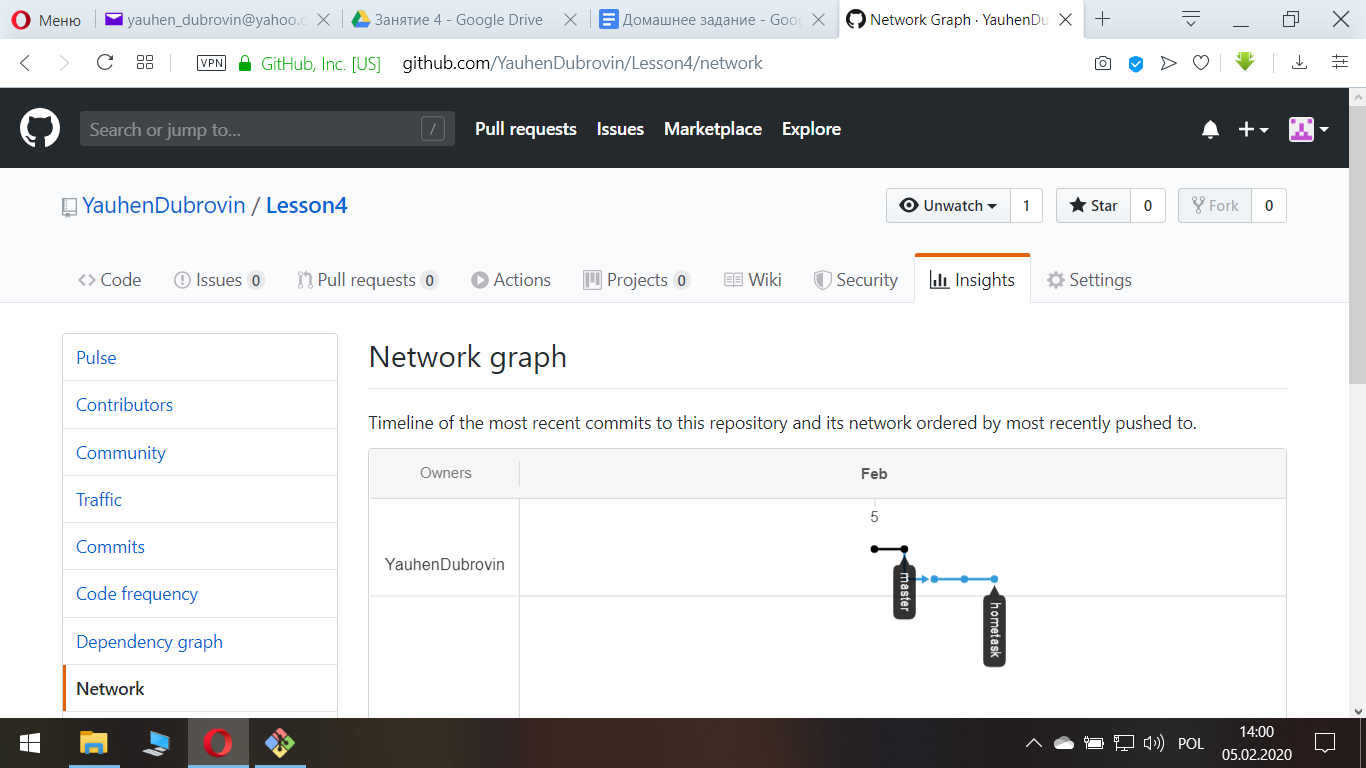 Меню
yauhen_dubrovin@yahoo.c
Занятие 4 - Google Drive
Домашнее задание - Goo
Network Graph · YauhenDu
VPN
GitHub, Inc. [US]
github.com/YauhenDubrovin/Lesson4/network
Search or jump to...
/
Pull requests
Issues
Marketplace
Explore
YauhenDubrovin / Lesson4
Unwatch 1
Star 0
Fork 0
Code
Issues 0
Pull requests 0
Actions
Projects 0
Wiki
Security
Insights
Settings
Pulse
Contributors
Community
Traffic
Commits
Code frequency
Dependency graph
Network
Network graph
Timeline of the most recent commits to this repository and its network ordered by most recently pushed to.
Owners
Feb
5
YauhenDubrovin
master
hometask
POL
14:00
05.02.2020